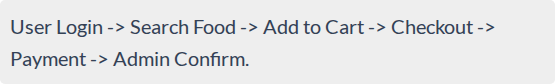 User Login -> Search Food -> Add to Cart -> Checkout ->
Payment -> Admin Confirm.